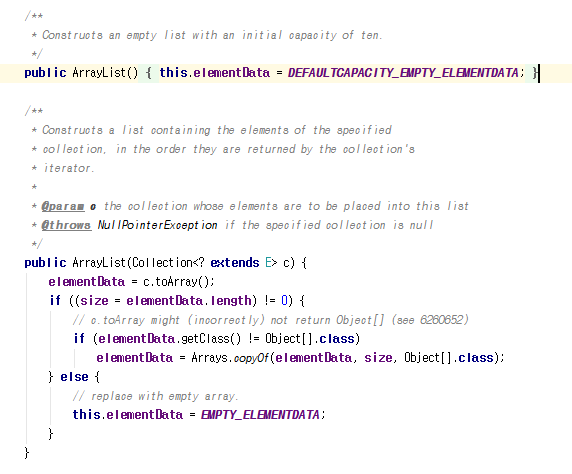 /**
 * Constructs an empty list with an initial capacity of ten.
 */
public ArrayList() { this.elementData = DEFAULTCAPACITY_EMPTY_ELEMENTDATA; }

/**
 * Constructs a list containing the elements of the specified
 * collection, in the order they are returned by the collection's
 * iterator.
 *
 * @param c the collection whose elements are to be placed into this list
 * @throws NullPointerException if the specified collection is null
 */
public ArrayList(Collection<? extends E> c) {
    elementData = c.toArray();
    if ((size = elementData.length) != 0) {
        // c.toArray might (incorrectly) not return Object[] (see 6260652)
        if (elementData.getClass() != Object[].class)
            elementData = Arrays.copyOf(elementData, size, Object[].class);
    } else {
        // replace with empty array.
        this.elementData = EMPTY_ELEMENTDATA;
    }
}